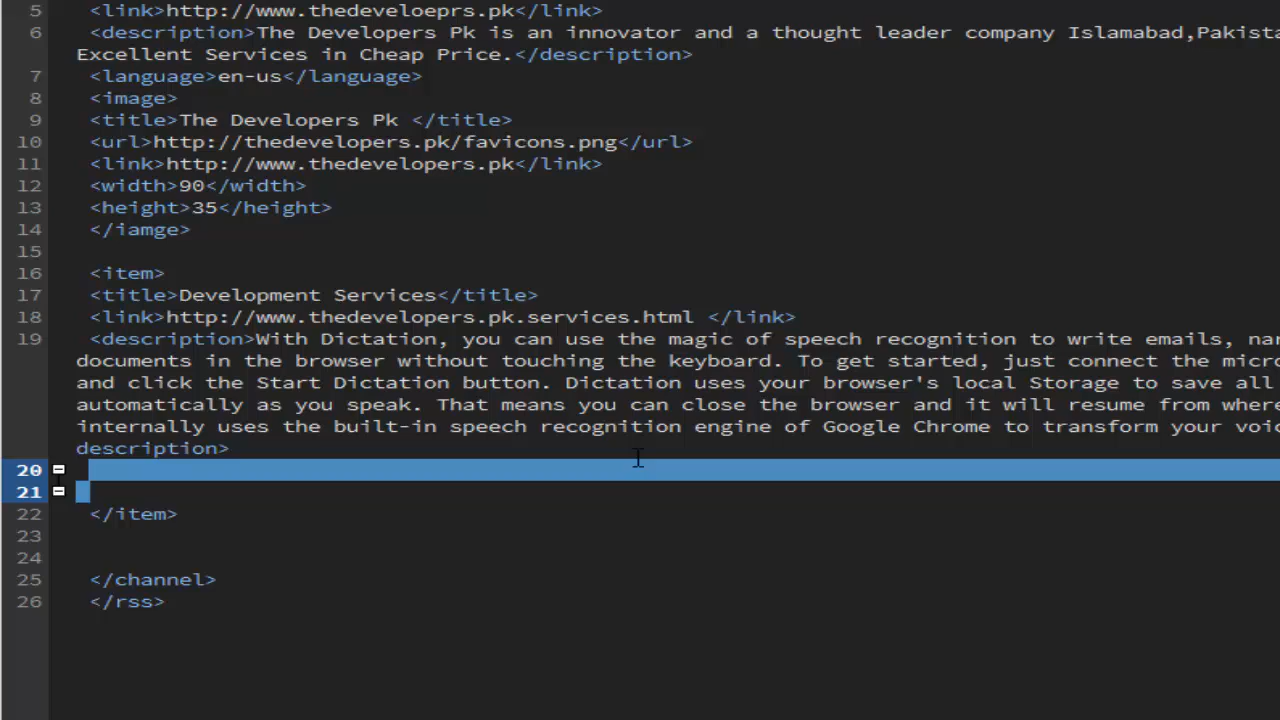 5 <link>http://www.thedeveloeprs.pk</link>
6 <description>The Developers Pk is an innovator and a thought leader company Islamabad,Pakista
Excellent Services in Cheap Price.</description>
7 <language>en-us</language>
8 <image>
9 <title>The Developers Pk </title>
10 <url>http://thedevelopers.pk/favicons.png</url>
11 <link>http://www.thedevelopers.pk</link>
12 <width>90</width>
13 <height>35</height>
14 </iamge>
15
16 <item>
17 <title>Development Services</title>
18 <link>http://www.thedevelopers.pk.services.html </link>
19 <description>With Dictation, you can use the magic of speech recognition to write emails, nar
documents in the browser without touching the keyboard. To get started, just connect the micro
and click the Start Dictation button. Dictation uses your browser's local Storage to save all
automatically as you speak. That means you can close the browser and it will resume from where
internally uses the built-in speech recognition engine of Google Chrome to transform your voic
description>
20
21
22 </item>
23
24
25 </channel>
26 </rss>